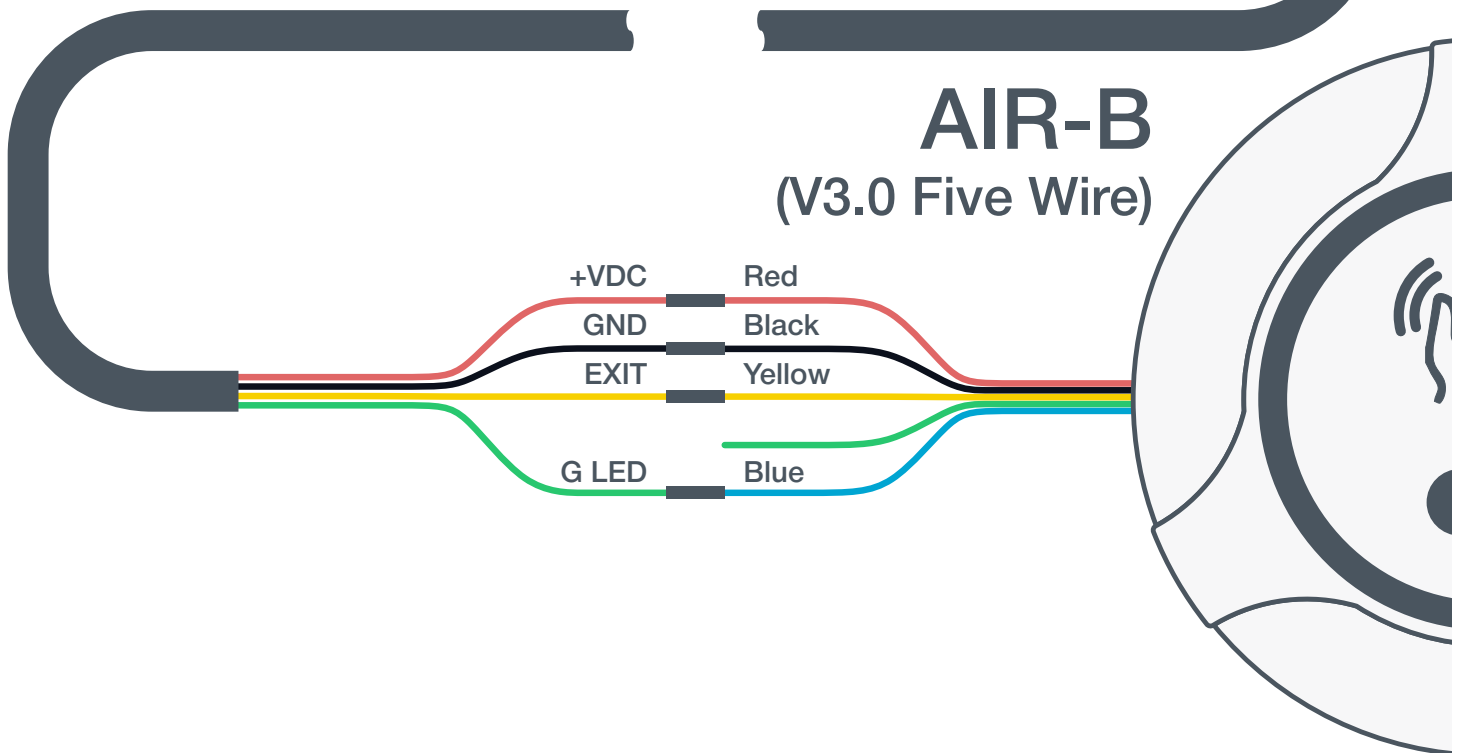 AIR-B
(V3.0 Five Wire)
+VDC Red
GND Black
EXIT Yellow
G LED Blue